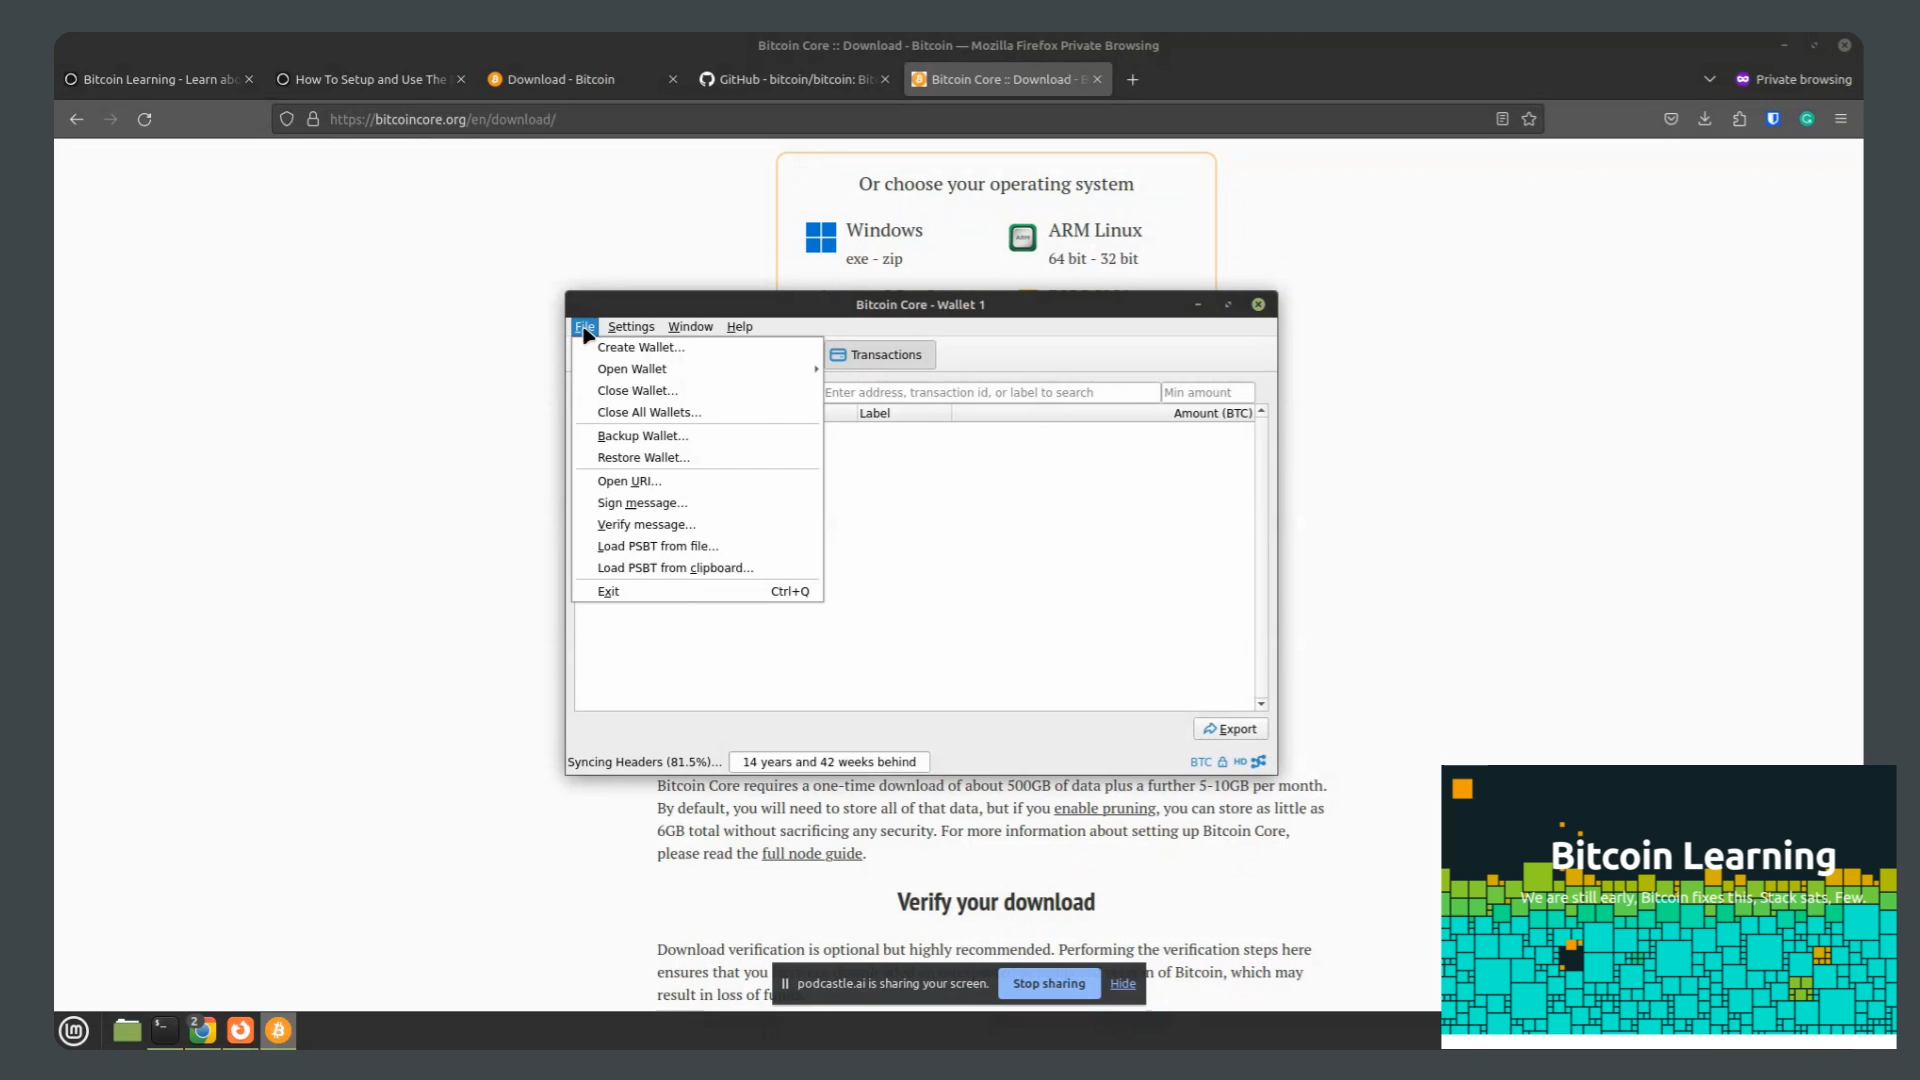 Bitcoin Core :: Download - Bitcoin — Mozilla Firefox Private Browsing
Bitcoin Learning - Learn abo
How To Setup and Use The
Download - Bitcoin
GitHub - bitcoin/bitcoin: Bit
Bitcoin Core :: Download - B
Private browsing
https://bitcoincore.org/en/download/
Or choose your operating system
Windows
exe - zip
ARM Linux
64 bit - 32 bit
Bitcoin Core - Wallet 1
File Settings Window Help
Create Wallet...
Open Wallet
Close Wallet...
Close All Wallets...
Backup Wallet...
Restore Wallet...
Open URI...
Sign message...
Verify message...
Load PSBT from file...
Load PSBT from clipboard...
Exit Ctrl+Q
Transactions
Enter address, transaction id, or label to search
Min amount
Label
Amount (BTC)
Export
Syncing Headers (81.5%)...
14 years and 42 weeks behind
BTC HD
Bitcoin Core requires a one-time download of about 500GB of data plus a further 5-10GB per month.
By default, you will need to store all of that data, but if you enable pruning, you can store as little as
6GB total without sacrificing any security. For more information about setting up Bitcoin Core,
please read the full node guide.
Verify your download
Download verification is optional but highly recommended. Performing the verification steps here
ensures that you
n of Bitcoin, which may
result in loss of
podcastle.ai is sharing your screen.
Stop sharing
Hide
2
Bitcoin Learning
We are still early, Bitcoin fixes this, Stack sats, Few.